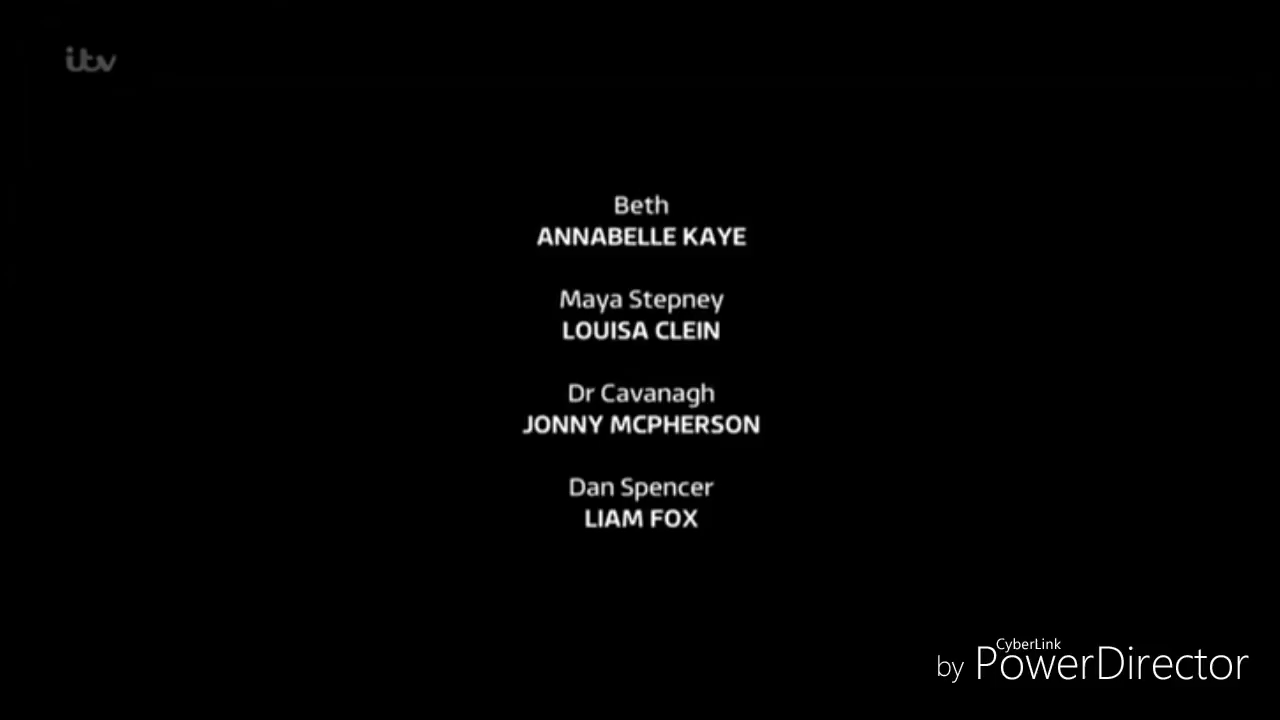 itv
Beth
ANNABELLE KAYE
Maya Stepney
LOUISA CLEIN
Dr Cavanagh
JONNY MCPHERSON
Dan Spencer
LIAM FOX
CyberLink
by PowerDirector